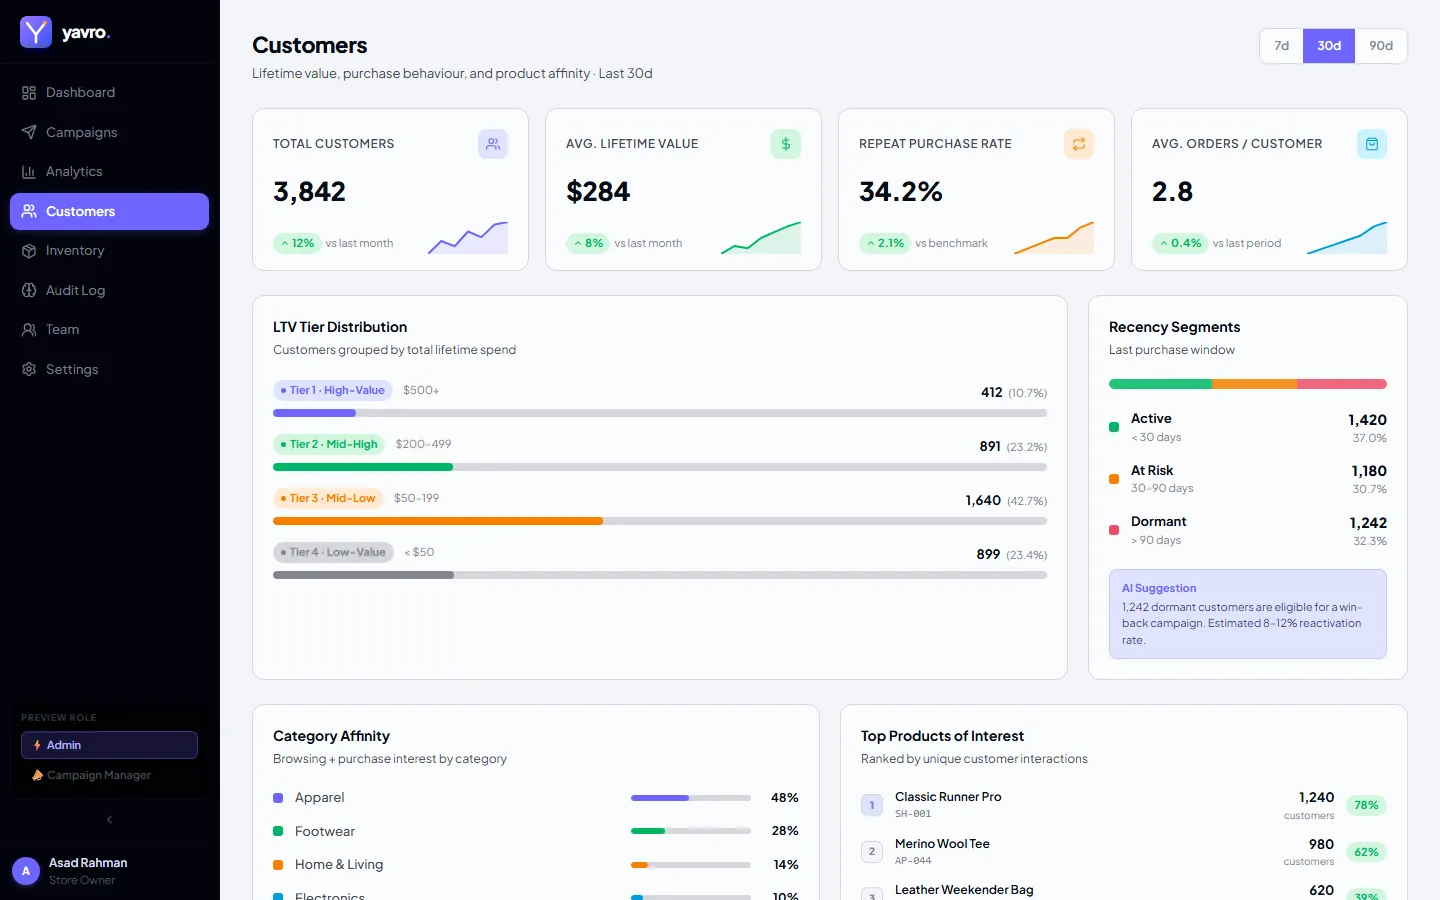 yavro.
Dashboard
Campaigns
Analytics
Customers
Inventory
Audit Log
Team
Settings
PREVIEW ROLE
Admin
Campaign Manager
A
Asad Rahman
Store Owner
Customers
Lifetime value, purchase behaviour, and product affinity · Last 30d
7d 30d 90d
TOTAL CUSTOMERS
3,842
12% vs last month
AVG. LIFETIME VALUE
$
$284
8% vs last month
REPEAT PURCHASE RATE
34.2%
2.1% vs benchmark
AVG. ORDERS / CUSTOMER
2.8
0.4% vs last period
LTV Tier Distribution
Customers grouped by total lifetime spend
Tier 1 · High-Value $500+ 412 (10.7%)
Tier 2 · Mid-High $200–499 891 (23.2%)
Tier 3 · Mid-Low $50–199 1,640 (42.7%)
Tier 4 · Low-Value < $50 899 (23.4%)
Recency Segments
Last purchase window
Active 1,420
< 30 days 37.0%
At Risk 1,180
30–90 days 30.7%
Dormant 1,242
> 90 days 32.3%
AI Suggestion
1,242 dormant customers are eligible for a win-
back campaign. Estimated 8–12% reactivation
rate.
Category Affinity
Browsing + purchase interest by category
Apparel 48%
Footwear 28%
Home & Living 14%
Electronics 10%
Top Products of Interest
Ranked by unique customer interactions
1 Classic Runner Pro 1,240 78%
SH-001 customers
2 Merino Wool Tee 980 62%
AP-044 customers
3 Leather Weekender Bag 620 39%